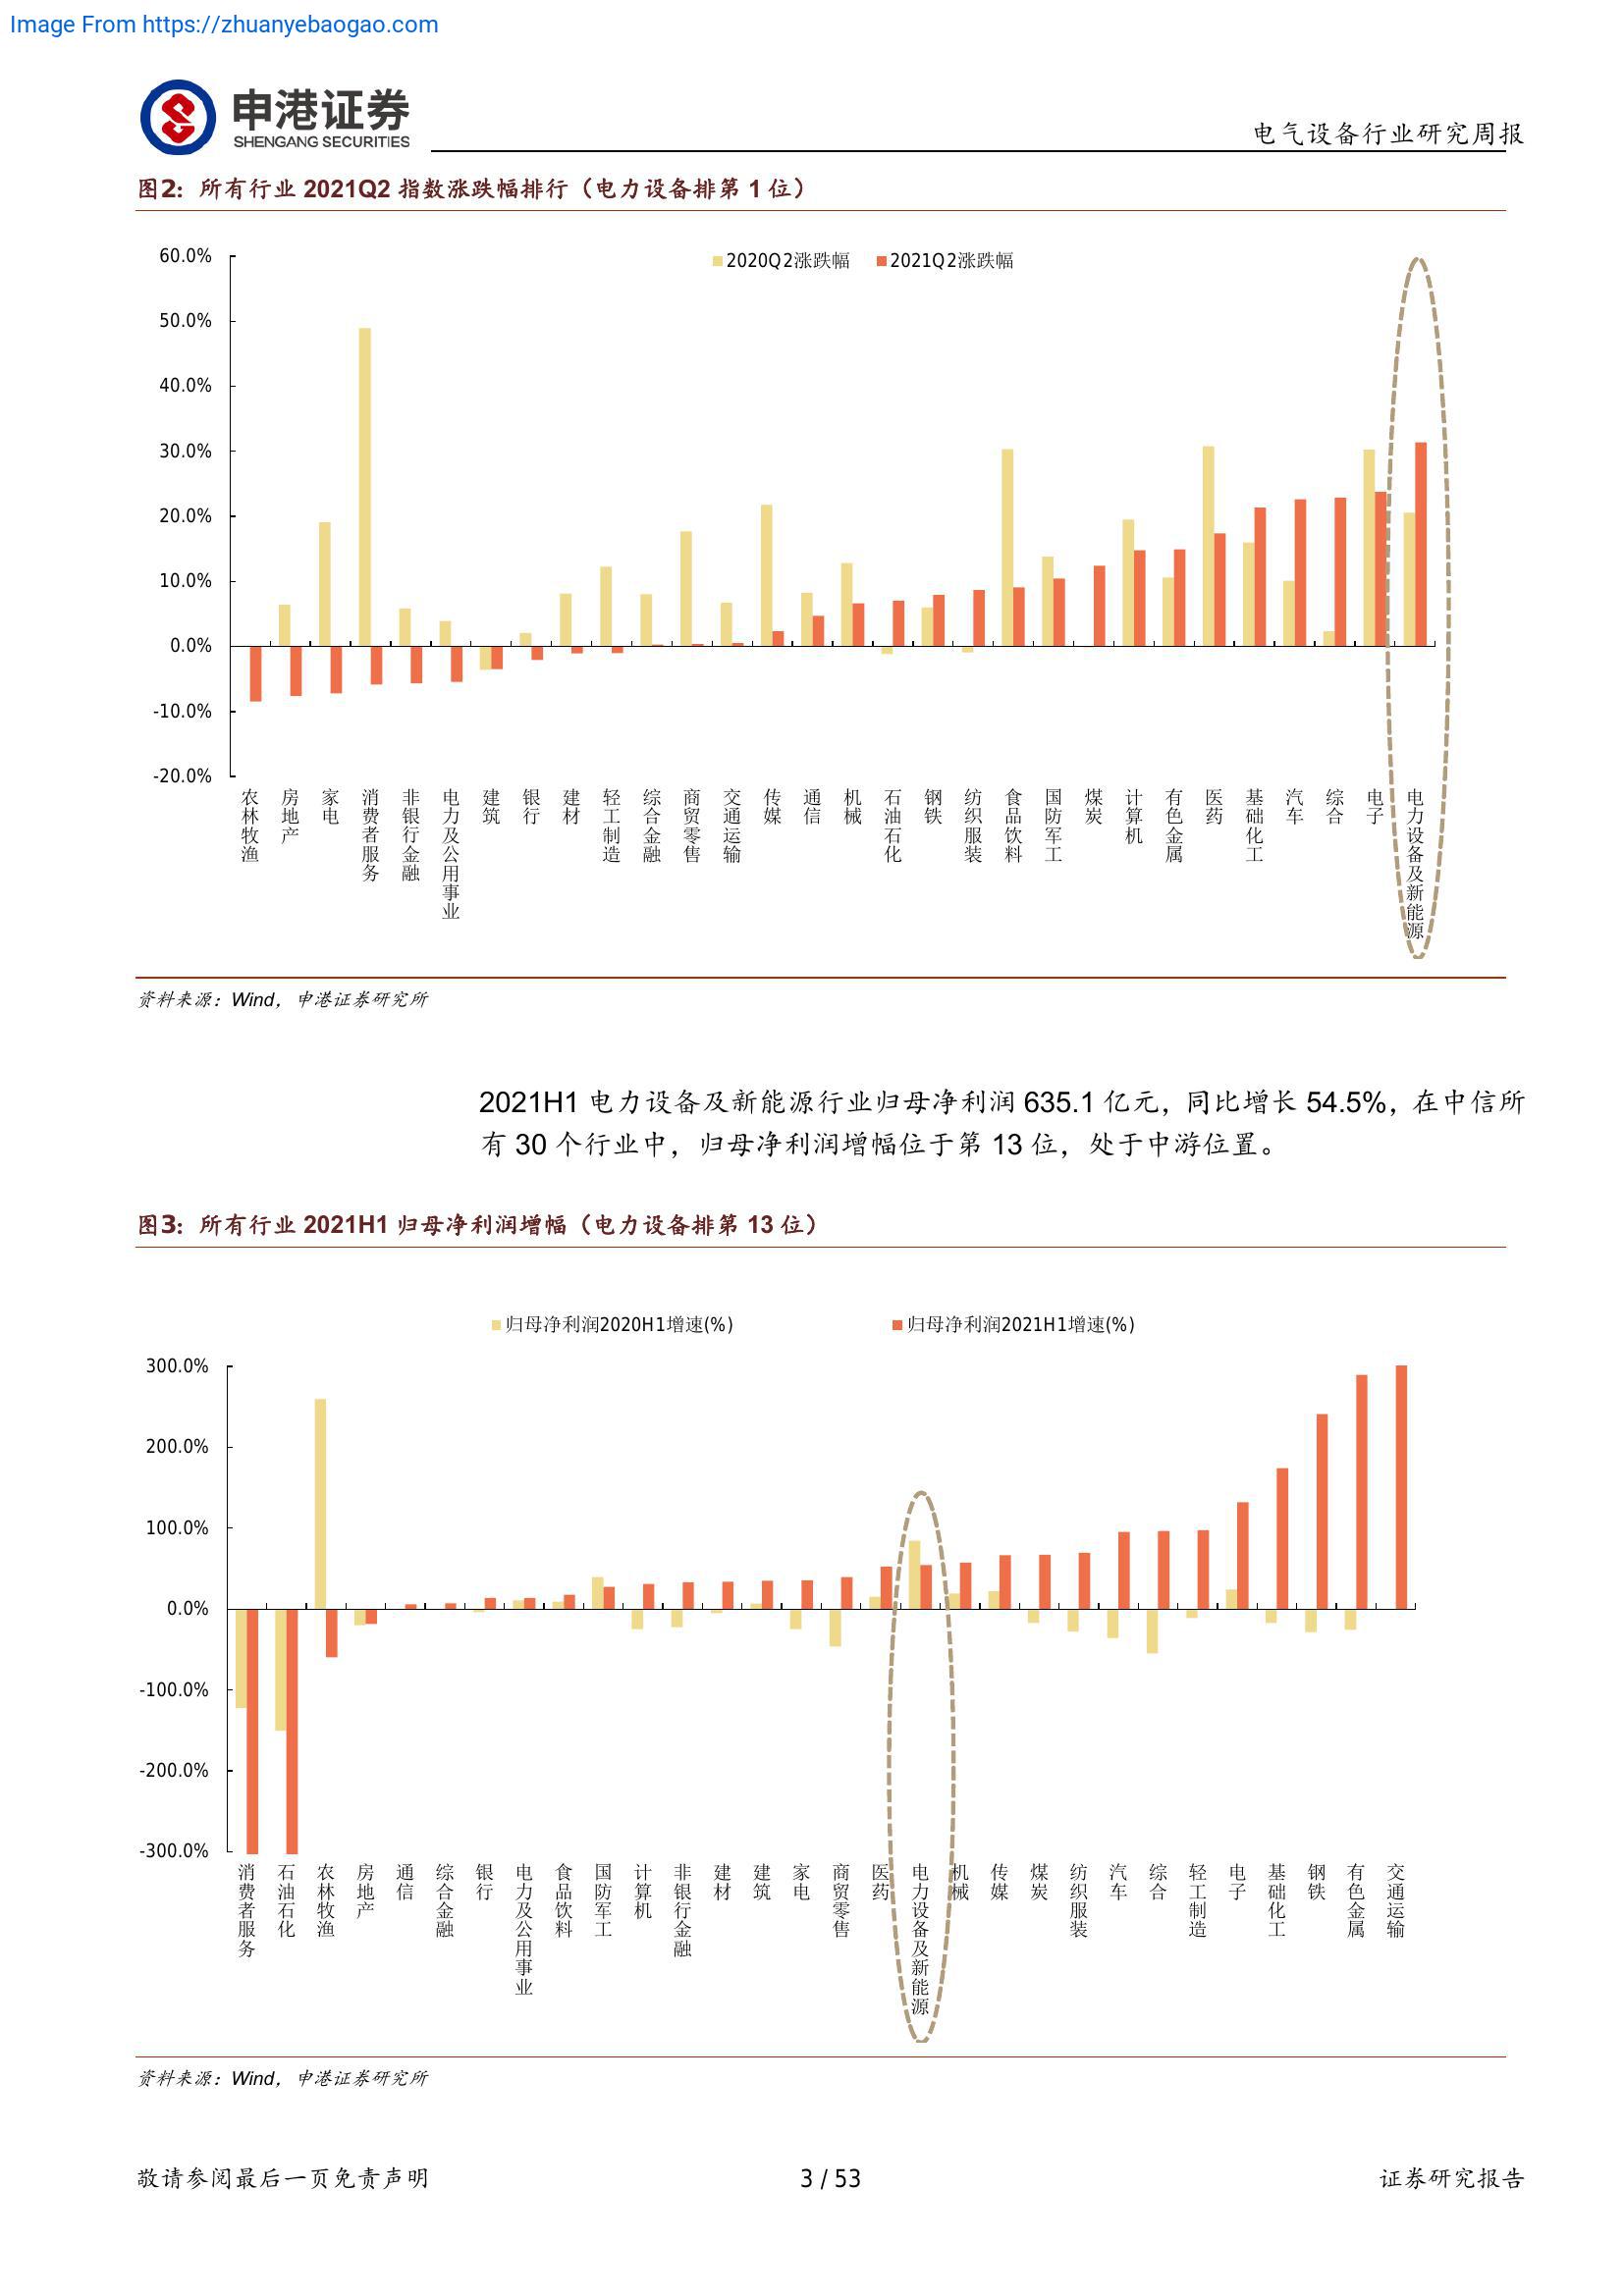 Image From https://zhuanyebaogao.com
申港证券
SHENGANG SECURITIES
电气设备行业研究周报
图2：所有行业 2021Q2 指数涨跌幅排行（电力设备排第 1 位）
2020Q2涨跌幅 2021Q2涨跌幅
60.0%
50.0%
40.0%
30.0%
20.0%
10.0%
0.0%
-10.0%
-20.0%
农林牧渔
房地产
家电
消费者服务
非银行金融
电力及公用事业
建筑
银行
建材
轻工制造
综合金融
商贸零售
交通运输
传媒
通信
机械
石油石化
钢铁
纺织服装
食品饮料
国防军工
煤炭
计算机
有色金属
医药
基础化工
汽车
综合
电子
电力设备及新能源
资料来源：Wind，申港证券研究所
2021H1 电力设备及新能源行业归母净利润 635.1 亿元，同比增长 54.5%，在中信所
有 30 个行业中，归母净利润增幅位于第 13 位，处于中游位置。
图3：所有行业 2021H1 归母净利润增幅（电力设备排第 13 位）
归母净利润2020H1增速(%) 归母净利润2021H1增速(%)
300.0%
200.0%
100.0%
0.0%
-100.0%
-200.0%
-300.0%
消费者服务
石油石化
农林牧渔
房地产
通信
综合金融
银行
电力及公用事业
食品饮料
国防军工
计算机
非银行金融
建材
建筑
家电
商贸零售
医药
电力设备及新能源
机械
传媒
煤炭
纺织服装
汽车
综合
轻工制造
电子
基础化工
钢铁
有色金属
交通运输
资料来源：Wind，申港证券研究所
敬请参阅最后一页免责声明
3 / 53
证券研究报告